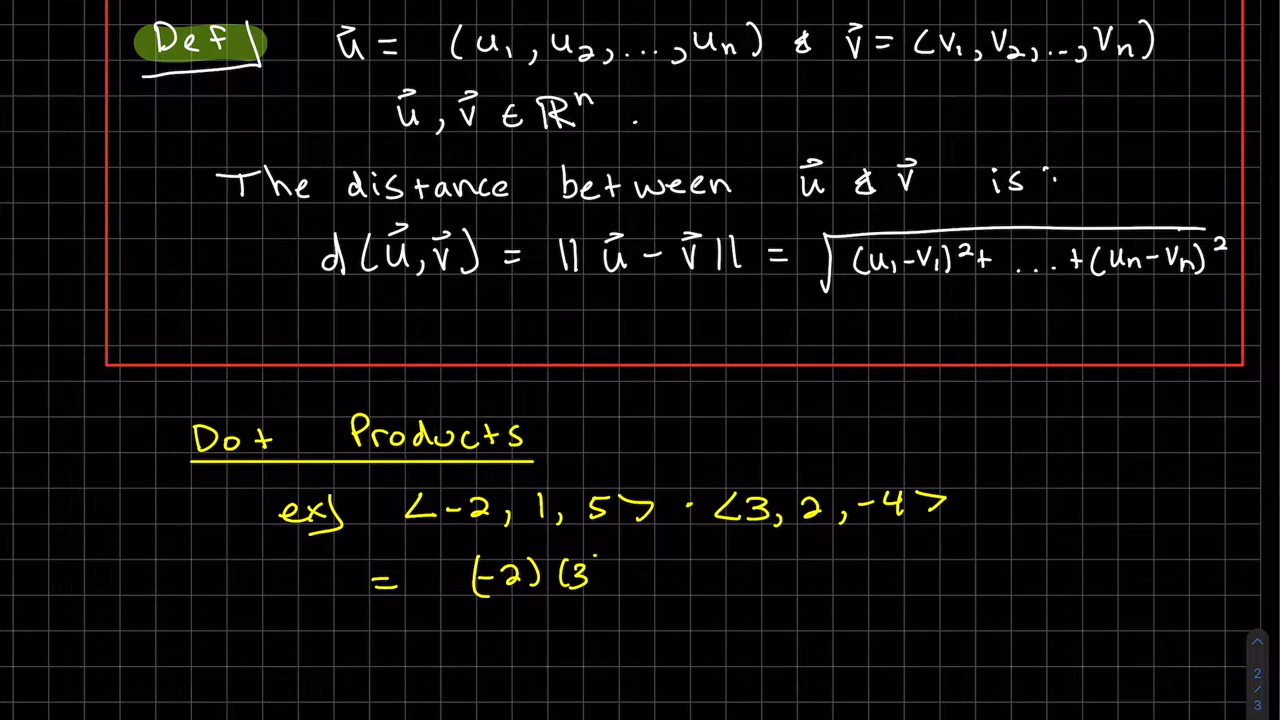 Def
u⃗ = (u₁, u₂, ..., uₙ) & v⃗ = (v₁, v₂, ..., vₙ)
u⃗, v⃗ ∈ ℝⁿ.
The distance between u⃗ & v⃗ is:
d(u⃗, v⃗) = ||u⃗ - v⃗|| = √((u₁-v₁)² + ... + (uₙ-vₙ)²)
Dot Products
ex) <-2, 1, 5> · <3, 2, -4>
= (-2)(3
2
/
3